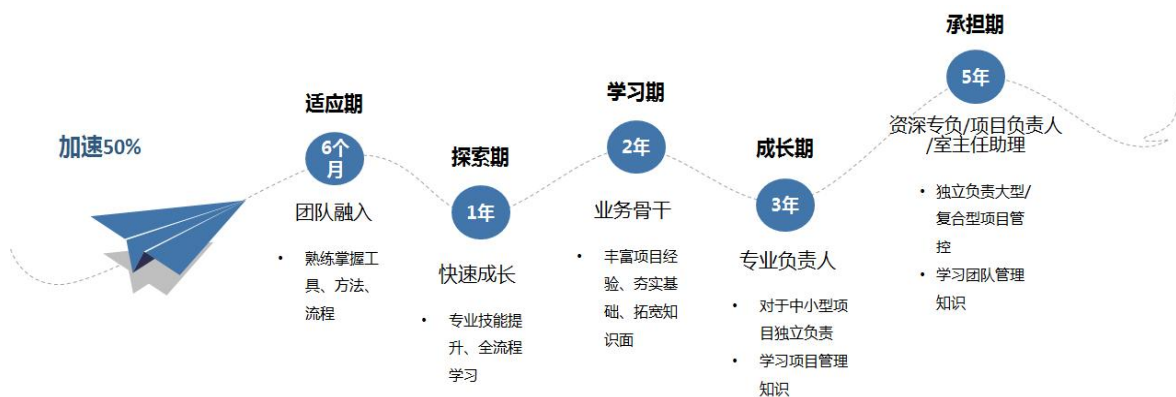 加速50%
适应期
6个
月
团队融入
• 熟练掌握工
具、方法、
流程
探索期
1年
快速成长
• 专业技能提
升、全流程
学习
学习期
2年
业务骨干
• 丰富项目经
验、夯实基
础、拓宽知
识面
成长期
3年
专业负责人
• 对于中小型项
目独立负责
• 学习项目管理
知识
承担期
5年
资深专负/项目负责人
/室主任助理
• 独立负责大型/
复合型项目管
控
• 学习团队管理
知识